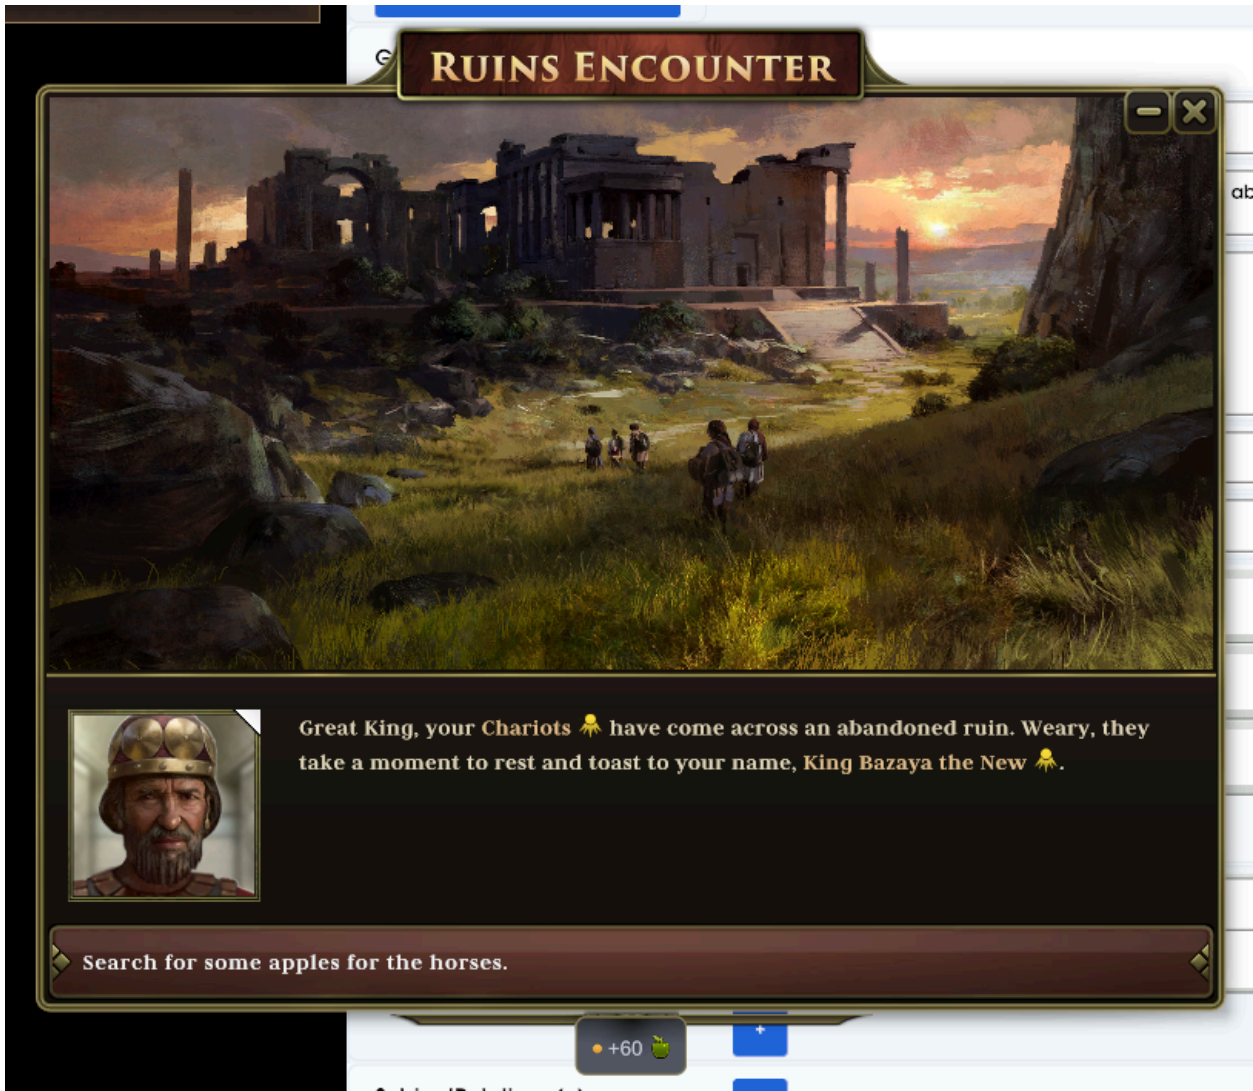 RUINS ENCOUNTER
ab
Great King, your Chariots have come across an abandoned ruin. Weary, they
take a moment to rest and toast to your name, King Bazaya the New .
Search for some apples for the horses.
+60
+